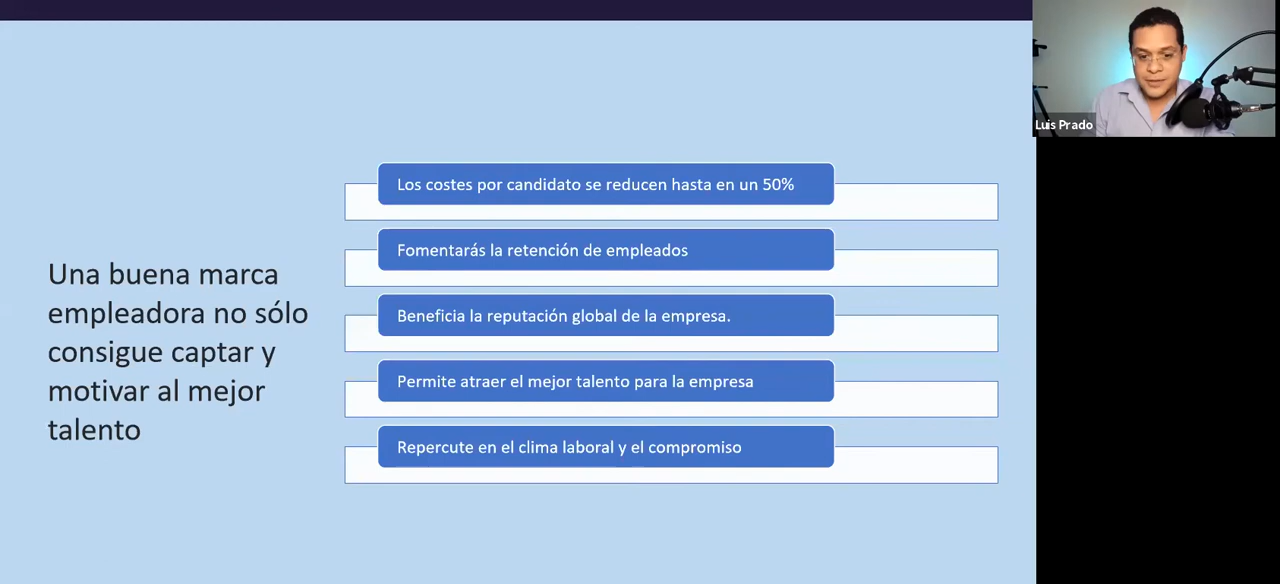 Una buena marca
empleadora no sólo
consigue captar y
motivar al mejor
talento
Los costes por candidato se reducen hasta en un 50%
Fomentarás la retención de empleados
Beneficia la reputación global de la empresa.
Permite atraer el mejor talento para la empresa
Repercute en el clima laboral y el compromiso
Luis Prado